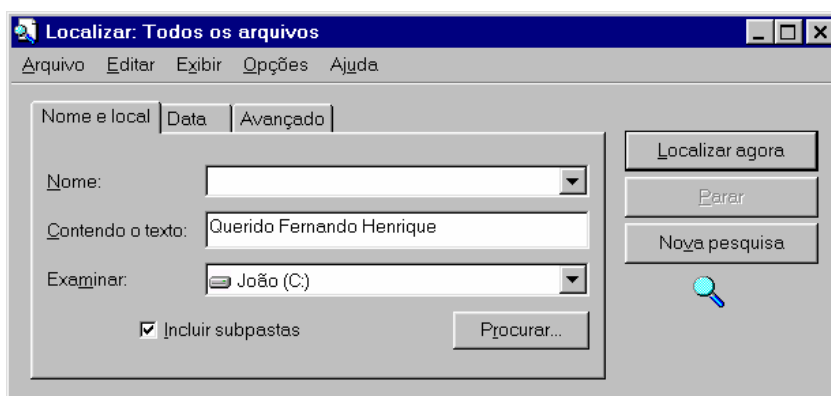 Localizar: Todos os arquivos
Arquivo Editar Exibir Opções Ajuda
Nome e local Data Avançado
Localizar agora
Nome:
Parar
Contendo o texto: Querido Fernando Henrique
Nova pesquisa
Examinar: João (C:)
Incluir subpastas Procurar...